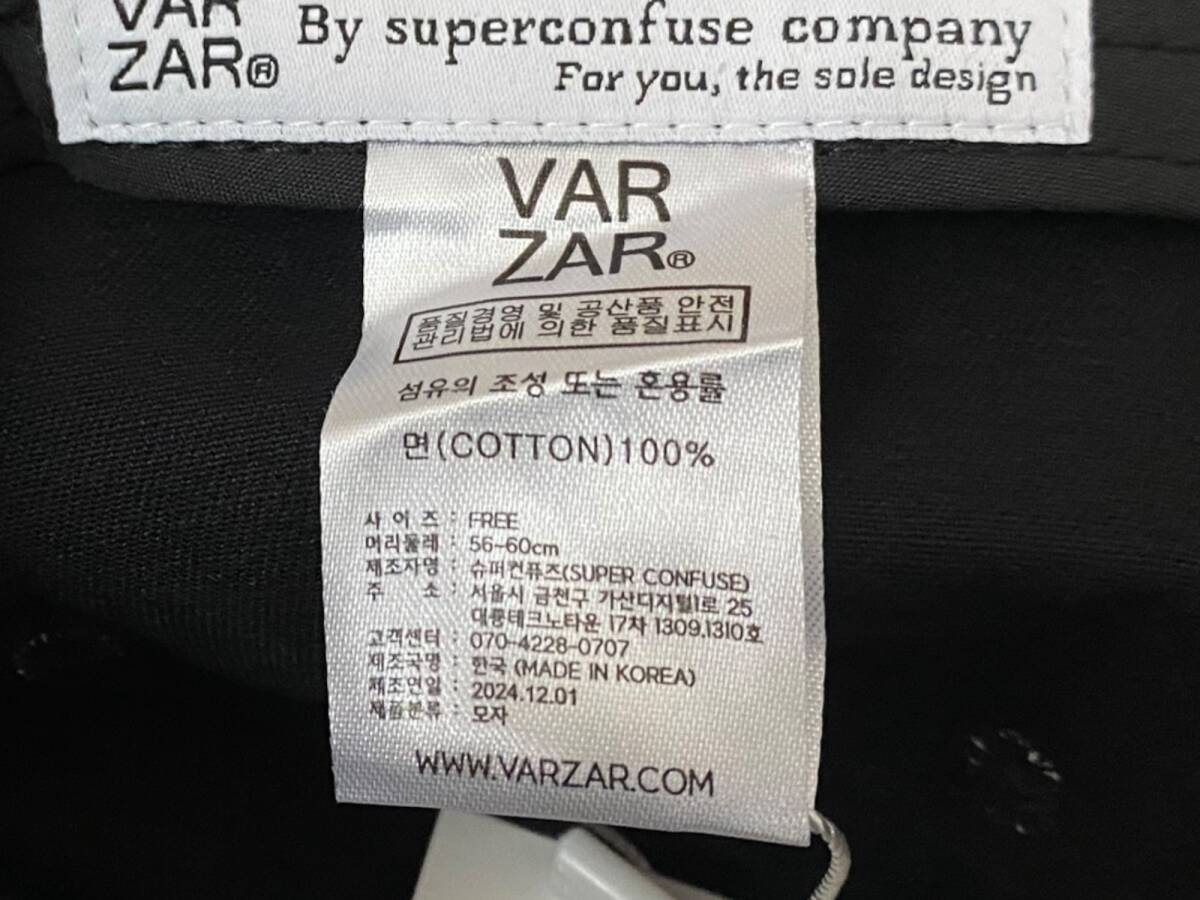 VAR
ZAR®
By superconfuse company
For you, the sole design
VAR
ZAR®
품질경영 및 공산품 안전
관리법에 의한 품질표시
섬유의 조성 또는 혼용률
면(COTTON)100%
사이즈 : FREE
머리둘레 : 56-60cm
제조자명 : 슈퍼컨퓨즈(SUPER CONFUSE)
주 소 : 서울시 금천구 가산디지털1로 25
대륭테크노타운 17차 1309.1310호
고객센터 : 070-4228-0707
제조국명 : 한국 (MADE IN KOREA)
제조연일 : 2024.12.01
제품분류 : 모자
WWW.VARZAR.COM